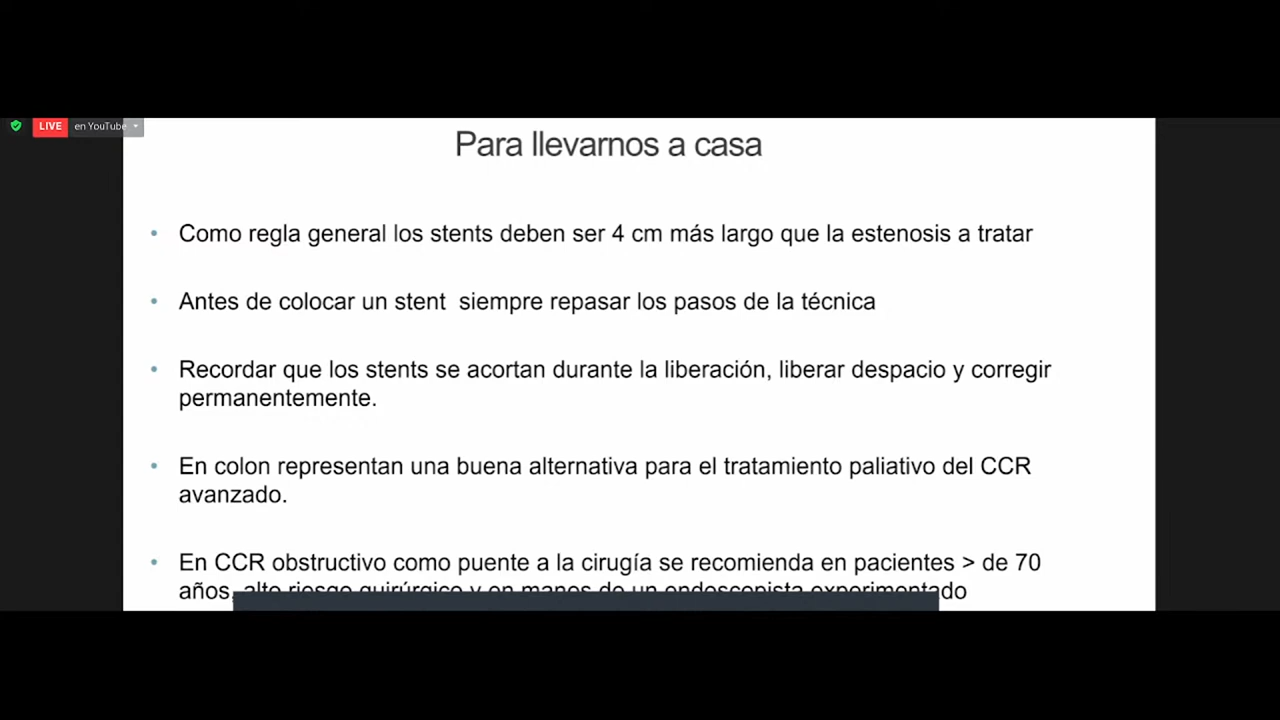 LIVE en YouTube
Para llevarnos a casa
• Como regla general los stents deben ser 4 cm más largo que la estenosis a tratar
• Antes de colocar un stent siempre repasar los pasos de la técnica
• Recordar que los stents se acortan durante la liberación, liberar despacio y corregir
permanentemente.
• En colon representan una buena alternativa para el tratamiento paliativo del CCR
avanzado.
• En CCR obstructivo como puente a la cirugía se recomienda en pacientes > de 70
años, alto riesgo quirúrgico y en manos de un endoscopista experimentado